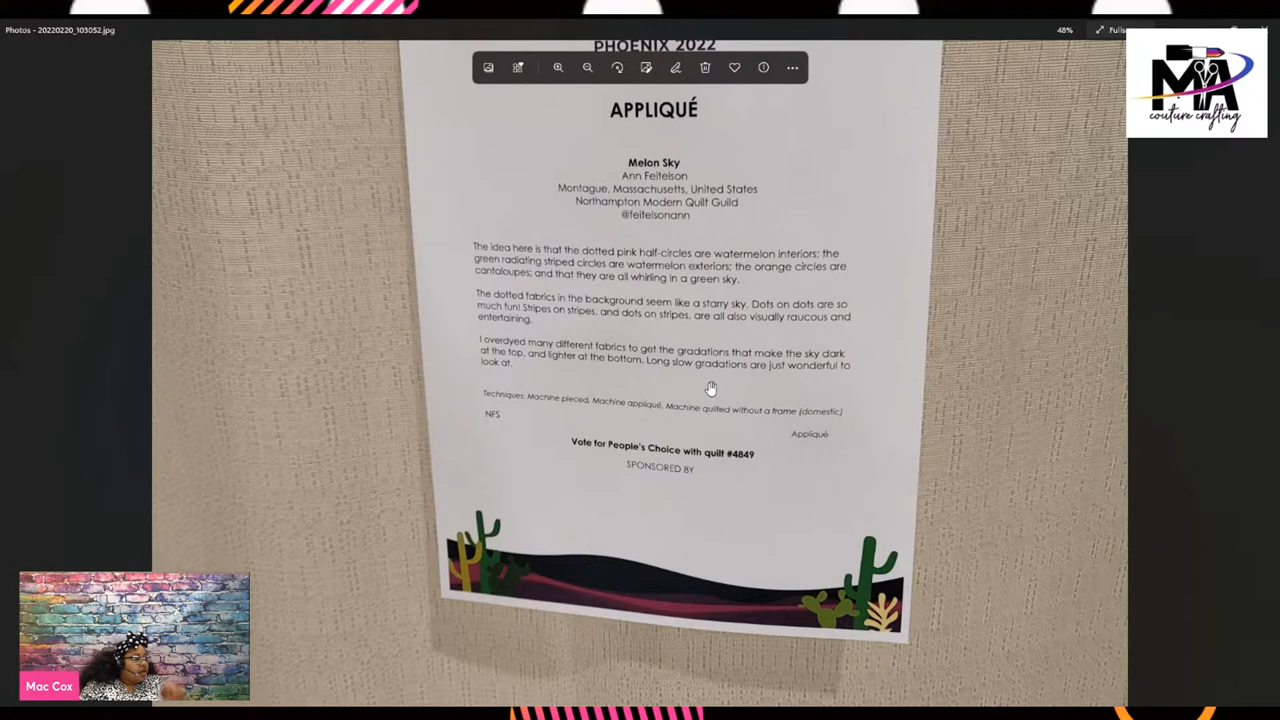 Photos - 20220220_103052.jpg
48%
PHOENIX 2022
MA
couture crafting
APPLIQUÉ
Melon Sky
Ann Feitelson
Montague, Massachusetts, United States
Northampton Modern Quilt Guild
@feitelsonann
The idea here is that the dotted pink half-circles are watermelon interiors; the
green radiating striped circles are watermelon exteriors; the orange circles are
cantaloupes; and that they are all whirling in a green sky.
The dotted fabrics in the background seem like a starry sky. Dots on dots are so
much fun! Stripes on stripes, and dots on stripes, are all also visually raucous and
entertaining.
I overdyed many different fabrics to get the gradations that make the sky dark
at the top, and lighter at the bottom. Long slow gradations are just wonderful to
look at.
Techniques: Machine pieced, Machine appliqué, Machine quilted without a frame (domestic)
NFS
Appliqué
Vote for People's Choice with quilt #4849
SPONSORED BY
Mac Cox